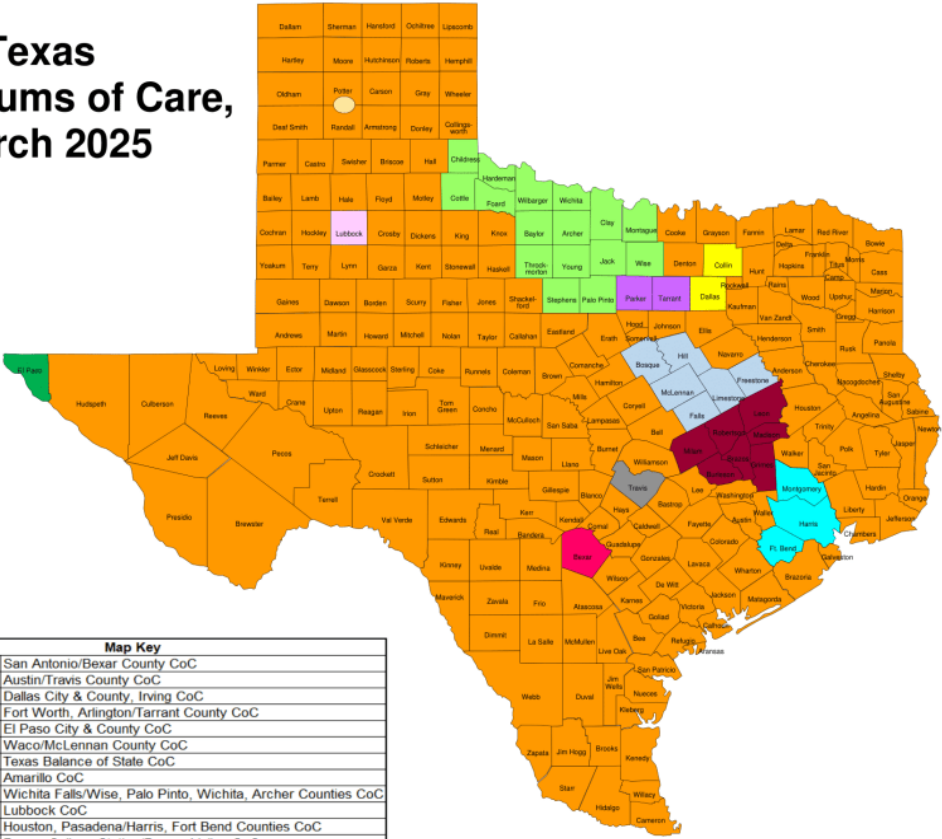 Texas
ums of Care,
rch 2025
Dallam Sherman Hansford Ochiltree Lipscomb
Hartley Moore Hutchinson Roberts Hemphill
Oldham Potter Carson Gray Wheeler
Deaf Smith Randall Armstrong Donley Collings-
worth
Parmer Castro Swisher Briscoe Hall Childress
Hardeman
Bailey Lamb Hale Floyd Motley Cottle Foard Wilbarger Wichita
Clay
Montague Cooke Grayson Fannin Lamar Red River
Bowie
Cochran Hockley Lubbock Crosby Dickens King Knox Baylor Archer
Delta Franklin Titus Morris
Yoakum Terry Lynn Garza Kent Stonewall Haskell Throck-
morton Young Jack Wise Denton Collin Hunt Hopkins Camp Cass
Rockwall Rains Marion
Gaines Dawson Borden Scurry Fisher Jones Shackel-
ford Stephens Palo Pinto Parker Tarrant Dallas Kaufman Wood Upshur Harrison
Van Zandt Gregg
Andrews Martin Howard Mitchell Nolan Taylor Callahan Eastland Erath Hood Somervell Johnson Ellis Henderson Smith Rusk Panola
El Paso Hudspeth Culberson Reeves Loving Winkler Ector Midland Glasscock Sterling Coke Runnels Coleman Brown Comanche Bosque Hill Navarro Anderson Cherokee Nacogdoches Shelby
Ward Crane Upton Reagan Irion Tom
Green Concho McCulloch San Saba Mills Hamilton Lampasas Coryell McLennan Limestone Freestone Falls Leon Houston Angelina San
Augustine Sabine
Jeff Davis Pecos Crockett Schleicher Menard Mason Llano Burnet Bell Milam Robertson Madison Trinity Polk Tyler Jasper Newton
Presidio Brewster Terrell Val Verde Sutton Kimble Gillespie Blanco Williamson Travis Burleson Brazos Grimes Walker San
Jacinto Hardin Orange
Edwards Kerr Real Bandera Kendall Comal Hays Bastrop Lee Washington Waller Montgomery Liberty Jefferson
Kinney Uvalde Medina Bexar Guadalupe Caldwell Fayette Austin Harris Chambers
Colorado Ft. Bend Galveston
Maverick Zavala Frio Atascosa Wilson Gonzales Lavaca Wharton Brazoria
Karnes De Witt Jackson Matagorda
Dimmit La Salle McMullen Live Oak Bee Goliad Victoria Calhoun Refugio Aransas
San Patricio
Webb Duval Jim
Wells Nueces
Kleberg
Zapata Jim Hogg Brooks Kenedy
Starr Hidalgo Willacy
Cameron
Map Key
San Antonio/Bexar County CoC
Austin/Travis County CoC
Dallas City & County, Irving CoC
Fort Worth, Arlington/Tarrant County CoC
El Paso City & County CoC
Waco/McLennan County CoC
Texas Balance of State CoC
Amarillo CoC
Wichita Falls/Wise, Palo Pinto, Wichita, Archer Counties CoC
Lubbock CoC
Houston, Pasadena/Harris, Fort Bend Counties CoC